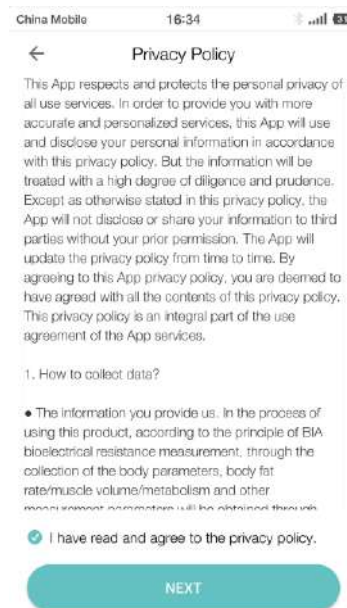 China Mobile 16:34
Privacy Policy
This App respects and protects the personal privacy of
all use services. In order to provide you with more
accurate and personalized services, this App will use
and disclose your personal information in accordance
with this privacy policy. But the information will be
treated with a high degree of diligence and prudence.
Except as otherwise stated in this privacy policy, the
App will not disclose or share your information to third
parties without your prior permission. The App will
update the privacy policy from time to time. By
agreeing to this App privacy policy, you are deemed to
have agreed with all the contents of this privacy policy.
This privacy policy is an integral part of the use
agreement of the App services.
1. How to collect data?
● The information you provide us. In the process of
using this product, according to the principle of BIA
bioelectrical resistance measurement, through the
collection of the body parameters, body fat
rate/muscle volume/metabolism and other
measurement parameters will be obtained through
I have read and agree to the privacy policy.
NEXT